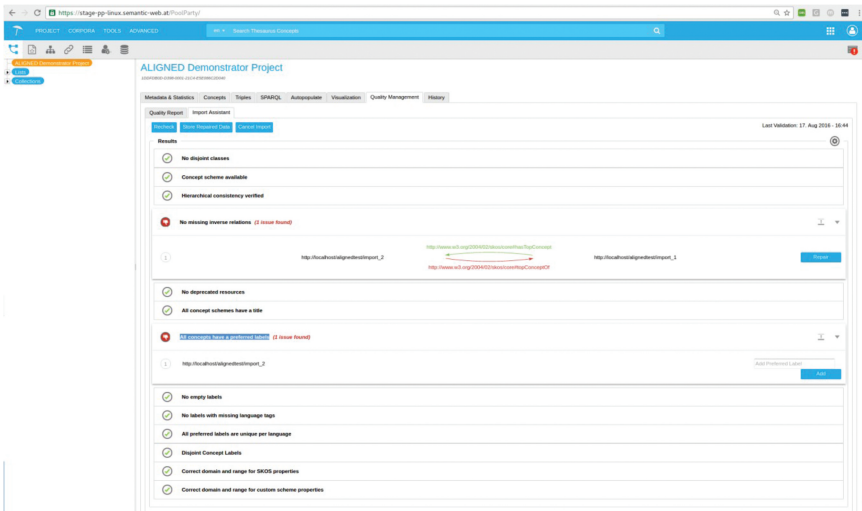 https://stage-pp-linux.semantic-web.at/PoolParty/
PROJECT CORPORA TOOLS ADVANCED
Search Thesaurus Concepts
ALIGNED Demonstrator Project
Lists
Collections
ALIGNED Demonstrator Project
Metadata & Statistics Concepts Triples SPARQL Autopopulate Visualization Quality Management History
Quality Report Import Assistant
Recheck Store Repaired Data Cancel Import Last Validation: 17. Aug 2016 - 16:44
Results
No disjoint classes
Concept scheme available
Hierarchical consistency verified
No missing inverse relations (1 issue found)
http://www.w3.org/2004/02/skos/core#hasTopConcept
1 http://localhost/alignedtest/import_2 http://localhost/alignedtest/import_1 Repair
http://www.w3.org/2004/02/skos/core#topConceptOf
No deprecated resources
All concept schemes have a title
All concepts have a preferred labels (1 issue found)
1 http://localhost/alignedtest/import_2 Add Preferred Label
Add
No empty labels
No labels with missing language tags
All preferred labels are unique per language
Disjoint Concept Labels
Correct domain and range for SKOS properties
Correct domain and range for custom scheme properties